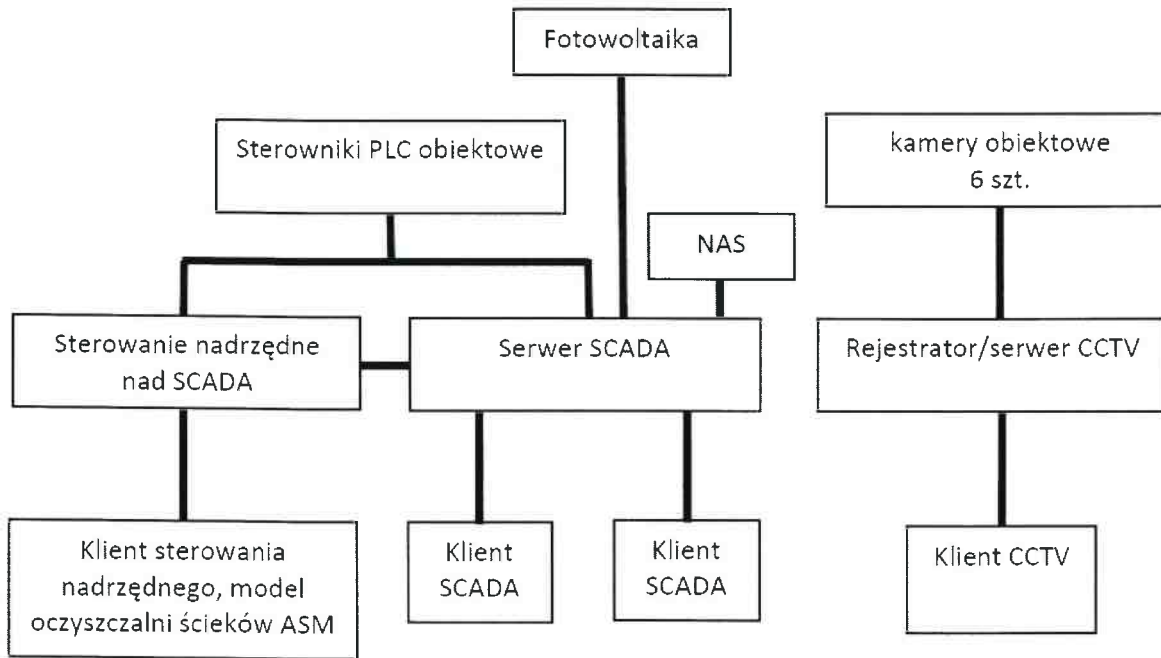 Fotowoltaika
Sterowniki PLC obiektowe
kamery obiektowe
6 szt.
NAS
Sterowanie nadrzędne
nad SCADA
Serwer SCADA
Rejestrator/serwer CCTV
Klient sterowania
nadrzędnego, model
oczyszczalni ścieków ASM
Klient
SCADA
Klient
SCADA
Klient CCTV